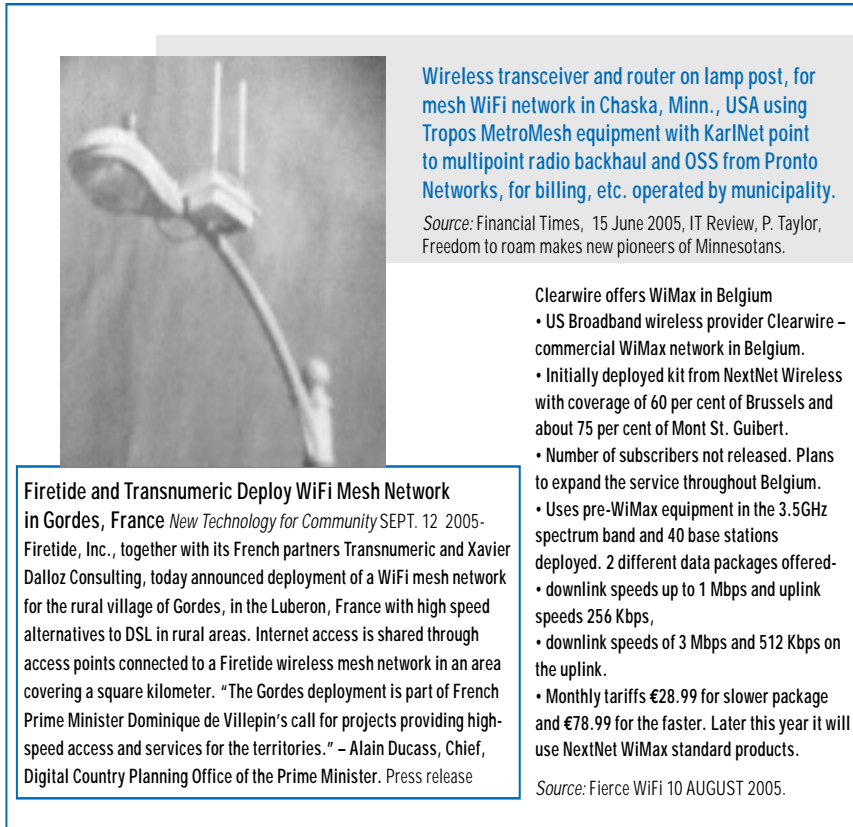 Wireless transceiver and router on lamp post, for
mesh WiFi network in Chaska, Minn., USA using
Tropos MetroMesh equipment with KarlNet point
to multipoint radio backhaul and OSS from Pronto
Networks, for billing, etc. operated by municipality.
Source: Financial Times, 15 June 2005, IT Review, P. Taylor,
Freedom to roam makes new pioneers of Minnesotans.
Clearwire offers WiMax in Belgium
• US Broadband wireless provider Clearwire –
commercial WiMax network in Belgium.
• Initially deployed kit from NextNet Wireless
with coverage of 60 per cent of Brussels and
about 75 per cent of Mont St. Guibert.
• Number of subscribers not released. Plans
to expand the service throughout Belgium.
• Uses pre-WiMax equipment in the 3.5GHz
spectrum band and 40 base stations
deployed. 2 different data packages offered-
• downlink speeds up to 1 Mbps and uplink
speeds 256 Kbps,
• downlink speeds of 3 Mbps and 512 Kbps on
the uplink.
• Monthly tariffs €28.99 for slower package
and €78.99 for the faster. Later this year it will
use NextNet WiMax standard products.
Source: Fierce WiFi 10 AUGUST 2005.
Firetide and Transnumeric Deploy WiFi Mesh Network
in Gordes, France New Technology for Community SEPT. 12 2005-
Firetide, Inc., together with its French partners Transnumeric and Xavier
Dalloz Consulting, today announced deployment of a WiFi mesh network
for the rural village of Gordes, in the Luberon, France with high speed
alternatives to DSL in rural areas. Internet access is shared through
access points connected to a Firetide wireless mesh network in an area
covering a square kilometer. “The Gordes deployment is part of French
Prime Minister Dominique de Villepin’s call for projects providing high-
speed access and services for the territories.” – Alain Ducass, Chief,
Digital Country Planning Office of the Prime Minister. Press release